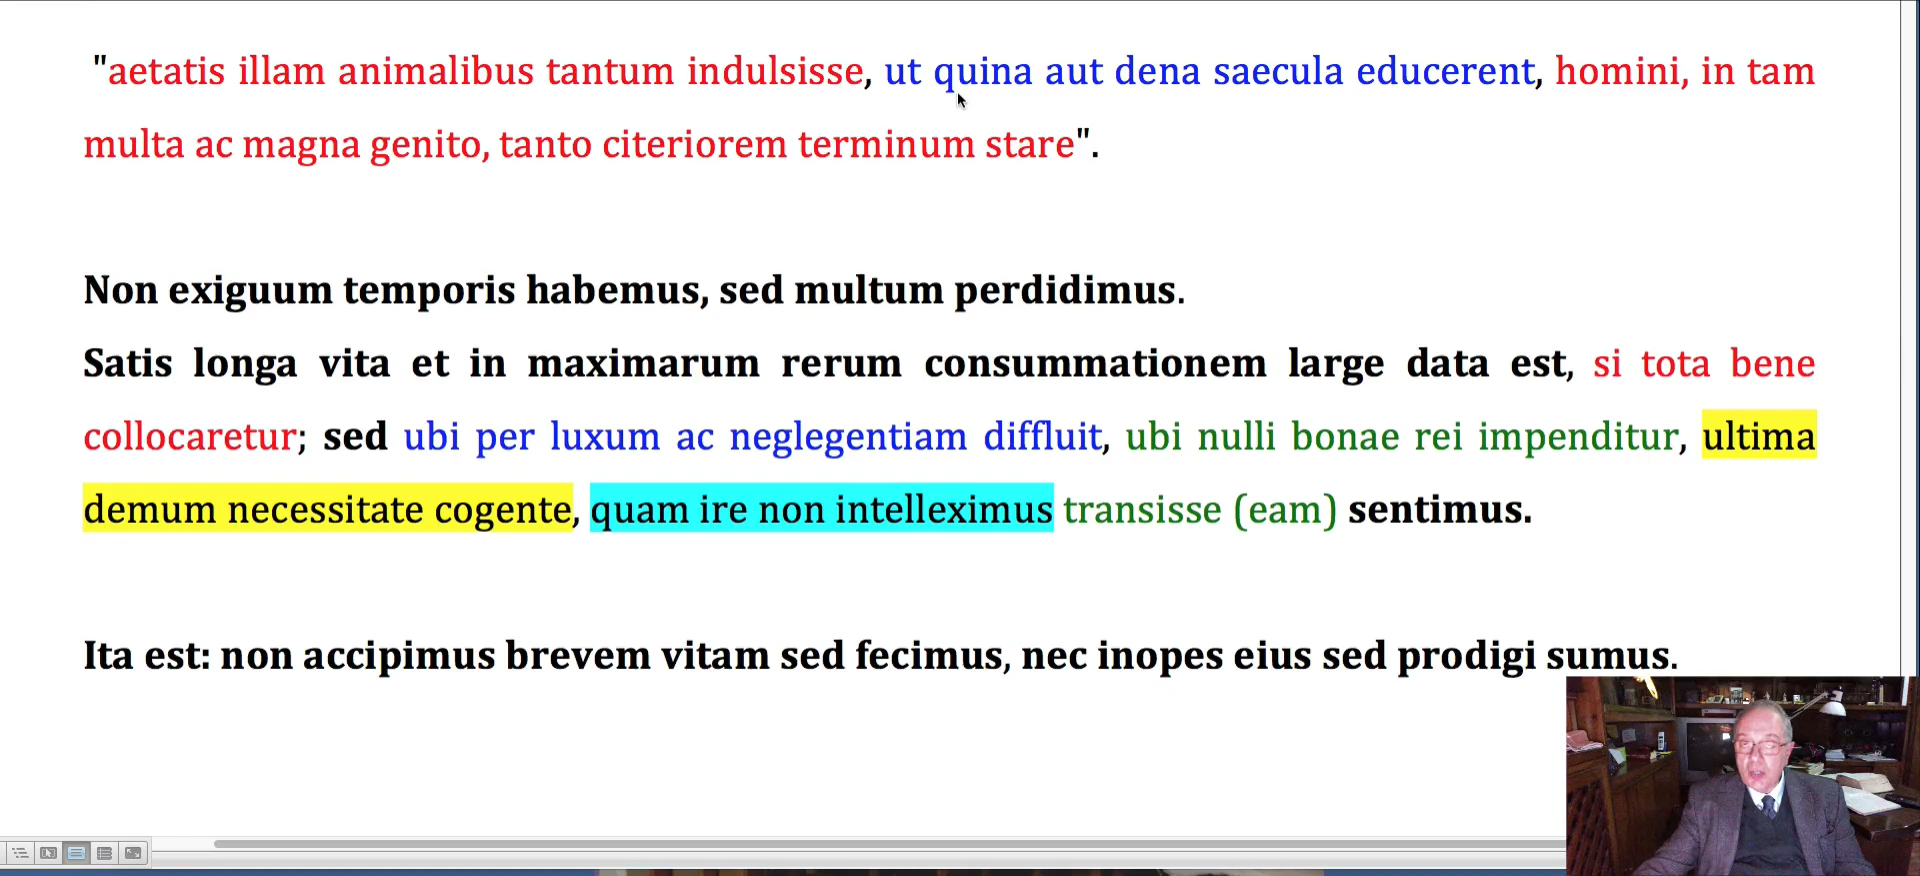 "aetatis illam animalibus tantum indulsisse, ut quina aut dena saecula educerent, homini, in tam
multa ac magna genito, tanto citeriorem terminum stare".
Non exiguum temporis habemus, sed multum perdidimus.
Satis longa vita et in maximarum rerum consummationem large data est, si tota bene
collocaretur; sed ubi per luxum ac neglegentiam diffluit, ubi nulli bonae rei impenditur, ultima
demum necessitate cogente, quam ire non intelleximus transisse (eam) sentimus.
Ita est: non accipimus brevem vitam sed fecimus, nec inopes eius sed prodigi sumus.